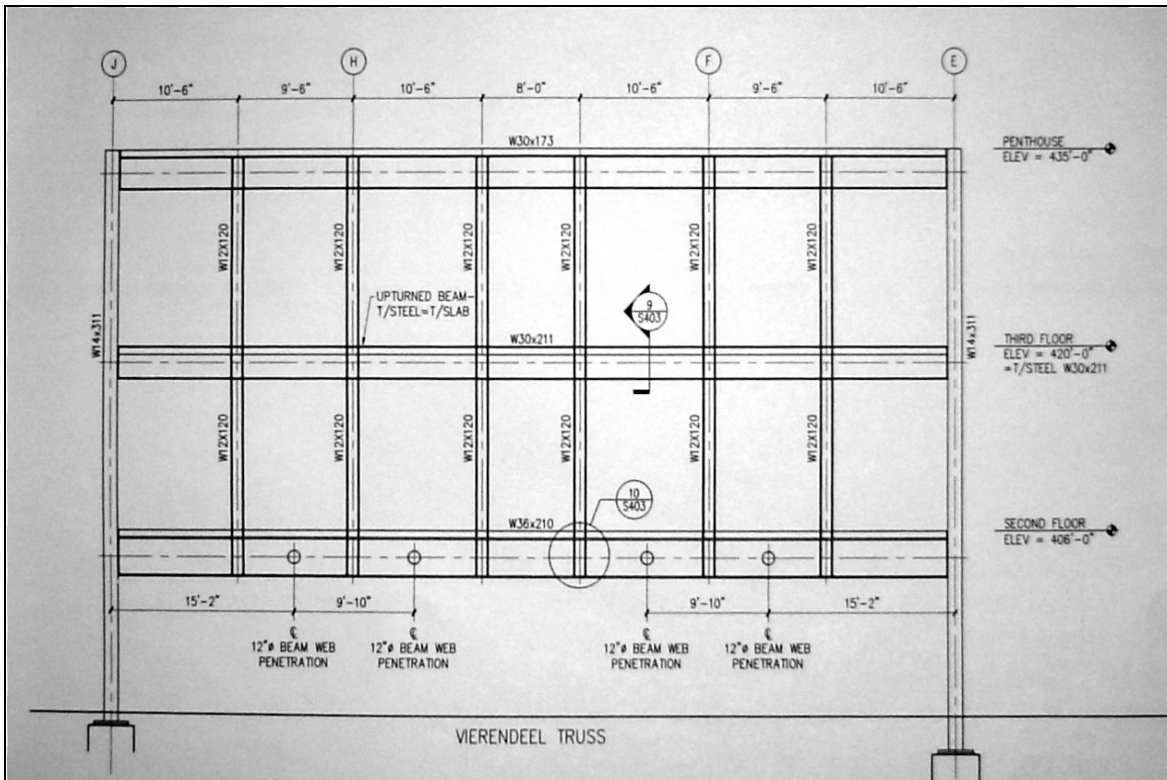 J
H
F
E
10'-6"
9'-6"
10'-6"
8'-0"
10'-6"
9'-6"
10'-6"
W30x173
PENTHOUSE
ELEV = 435'-0"
W12X120
W12X120
W12X120
W12X120
W12X120
W12X120
UPTURNED BEAM-
T/STEEL=T/SLAB
9
S403
W14x311
W30x211
W14x311
THIRD FLOOR
ELEV = 420'-0"
=T/STEEL W30x211
W12X120
W12X120
W12X120
W12X120
W12X120
W12X120
10
S403
W36x210
SECOND FLOOR
ELEV = 406'-0"
15'-2"
9'-10"
9'-10"
15'-2"
℄
℄
℄
℄
12"ø BEAM WEB
PENETRATION
12"ø BEAM WEB
PENETRATION
12"ø BEAM WEB
PENETRATION
12"ø BEAM WEB
PENETRATION
VIERENDEEL TRUSS